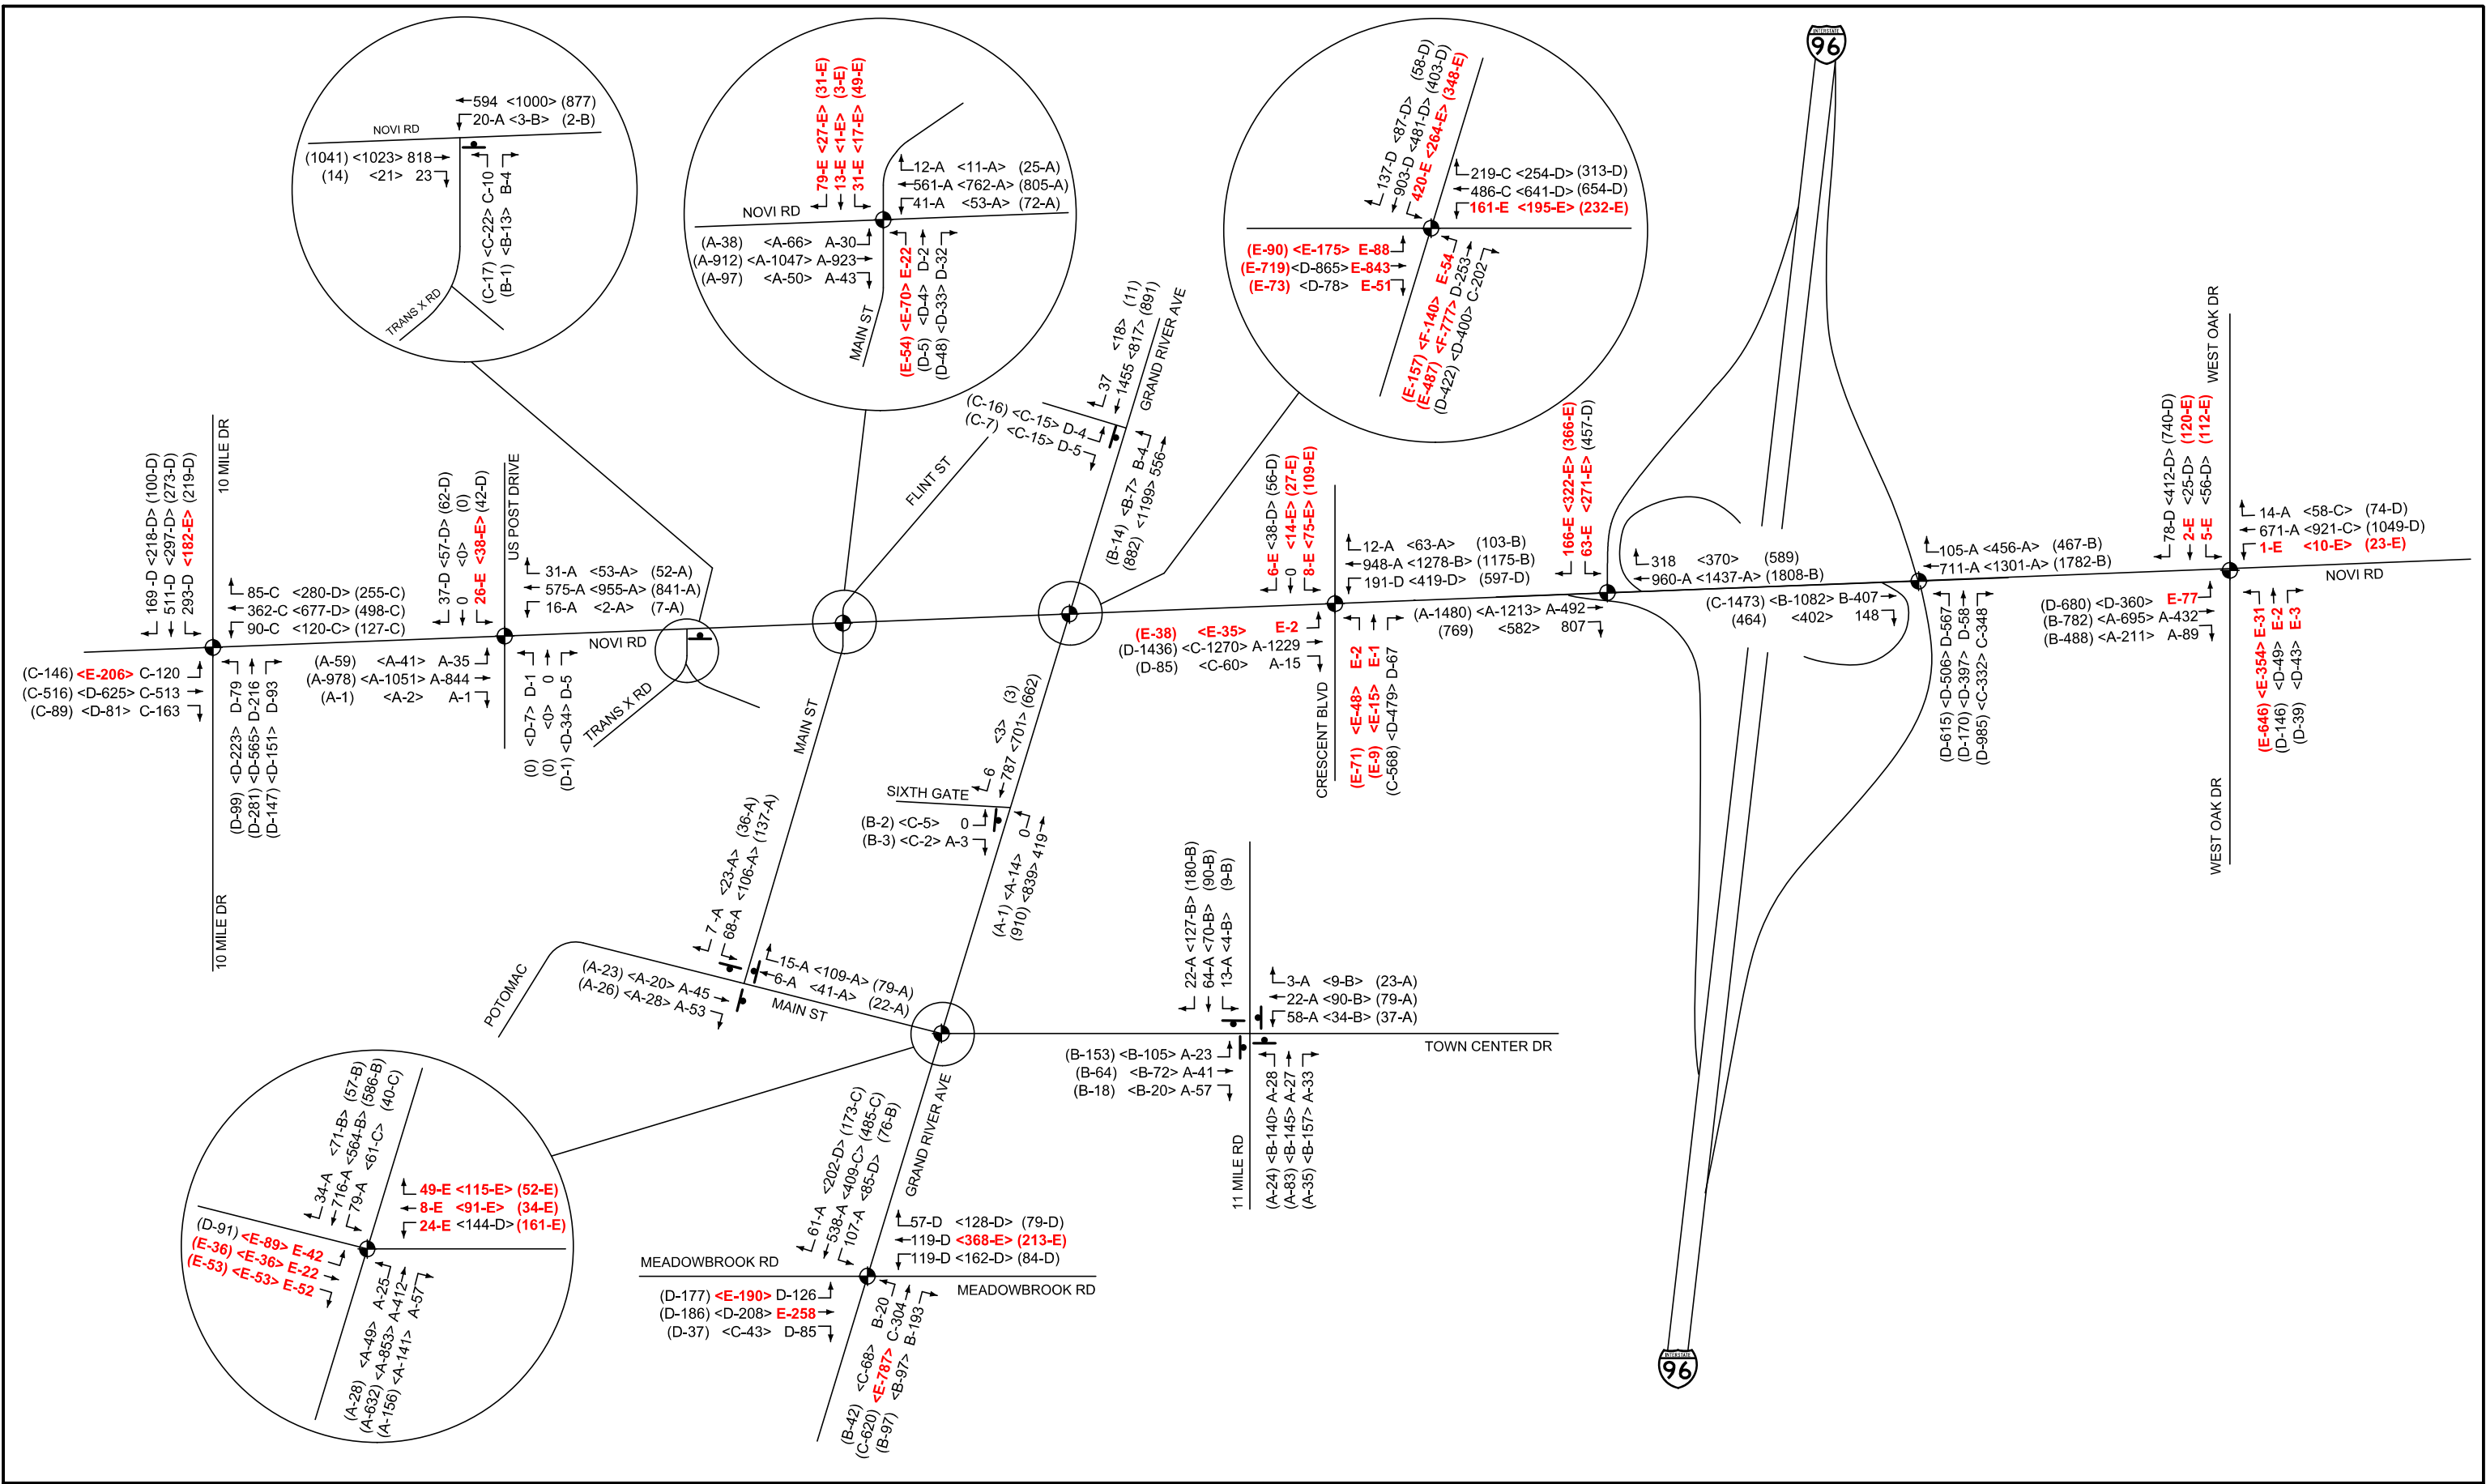 594 <1000> (877)
20-A <3-B> (2-B)
NOVI RD
(1041) <1023> 818
(14) <21> 23
(C-17) <C-22> C-10
(B-1) <B-13> B-4
TRANS X RD
79-E <27-E> (31-E)
13-E <1-E> (3-E)
31-E <17-E> (49-E)
12-A <11-A> (25-A)
561-A <762-A> (805-A)
41-A <53-A> (72-A)
NOVI RD
(A-38) <A-66> A-30
(A-912) <A-1047> A-923
(A-97) <A-50> A-43
(E-54) <E-70> E-22
(D-5) <D-4> D-2
(D-48) <D-33> D-32
MAIN ST
137-D <87-D> (58-D)
903-D <481-D> (403-D)
420-E <264-E> (348-E)
219-C <254-D> (313-D)
486-C <641-D> (654-D)
161-E <195-E> (232-E)
(E-90) <E-175> E-88
(E-719) <D-865> E-843
(E-73) <D-78> E-51
(E-157) <F-140> E-54
(E-487) <F-777> D-253
(D-422) <D-400> C-202
INTERSTATE
96
37 <18> (11)
1455 <817> (891)
GRAND RIVER AVE
(C-16) <C-15> D-4
(C-7) <C-15> D-5
(B-14) <B-7> B-4
(882) <1199> 556
FLINT ST
10 MILE DR
169-D <218-D> (100-D)
511-D <297-D> (273-D)
293-D <182-E> (219-D)
85-C <280-D> (255-C)
362-C <677-D> (498-C)
90-C <120-C> (127-C)
(C-146) <E-206> C-120
(C-516) <D-625> C-513
(C-89) <D-81> C-163
(D-99) <D-223> D-79
(D-281) <D-565> D-216
(D-147) <D-151> D-93
10 MILE DR
US POST DRIVE
37-D <57-D> (62-D)
0 <0> (0)
26-E <38-E> (42-D)
31-A <53-A> (52-A)
575-A <955-A> (841-A)
16-A <2-A> (7-A)
NOVI RD
(A-59) <A-41> A-35
(A-978) <A-1051> A-844
(A-1) <A-2> A-1
(0) <D-7> D-1
(0) <0> 0
(D-1) <D-34> D-5
TRANS X RD
MAIN ST
6-E <38-D> (56-D)
0 <14-E> (27-E)
8-E <75-E> (109-E)
12-A <63-A> (103-B)
948-A <1278-B> (1175-B)
191-D <419-D> (597-D)
(E-38) <E-35> E-2
(D-1436) <C-1270> A-1229
(D-85) <C-60> A-15
(E-71) <E-48> E-2
(E-9) <E-15> E-1
(C-568) <D-479> D-67
CRESCENT BLVD
166-E <322-E> (366-E)
63-E <271-E> (457-D)
318 <370> (589)
960-A <1437-A> (1808-B)
(A-1480) <A-1213> A-492
(769) <582> 807
105-A <456-A> (467-B)
711-A <1301-A> (1782-B)
(C-1473) <B-1082> B-407
(464) <402> 148
(D-615) <D-506> D-567
(D-170) <D-397> D-58
(D-985) <C-332> C-348
WEST OAK DR
78-D <412-D> (740-D)
2-E <25-D> (120-E)
5-E <56-D> (112-E)
14-A <58-C> (74-D)
671-A <921-C> (1049-D)
1-E <10-E> (23-E)
NOVI RD
(D-680) <D-360> E-77
(B-782) <A-695> A-432
(B-488) <A-211> A-89
(E-646) <E-354> E-31
(D-146) <D-49> E-2
(D-39) <D-43> E-3
WEST OAK DR
6 <3> (3)
787 <701> (662)
SIXTH GATE
(B-2) <C-5> 0
(B-3) <C-2> A-3
(A-1) <A-14> 0
(910) <839> 419
7-A <23-A> (36-A)
68-A <106-A> (137-A)
15-A <109-A> (79-A)
6-A <41-A> (22-A)
(A-23) <A-20> A-45
(A-26) <A-28> A-53
MAIN ST
POTOMAC
22-A <127-B> (180-B)
64-A <70-B> (90-B)
13-A <4-B> (9-B)
3-A <9-B> (23-A)
22-A <90-B> (79-A)
58-A <34-B> (37-A)
TOWN CENTER DR
(B-153) <B-105> A-23
(B-64) <B-72> A-41
(B-18) <B-20> A-57
(A-24) <B-140> A-28
(A-83) <B-145> A-27
(A-35) <B-157> A-33
11 MILE RD
34-A <71-B> (57-B)
716-A <564-B> (586-B)
79-A <61-C> (40-C)
49-E <115-E> (52-E)
8-E <91-E> (34-E)
24-E <144-D> (161-E)
(D-91) <E-89> E-42
(E-36) <E-36> E-22
(E-53) <E-53> E-52
(A-28) <A-49> A-25
(A-632) <A-853> A-412
(A-156) <A-141> A-57
GRAND RIVER AVE
61-A <202-D> (173-C)
538-A <409-C> (485-C)
107-A <85-D> (76-B)
57-D <128-D> (79-D)
119-D <368-E> (213-E)
119-D <162-D> (84-D)
MEADOWBROOK RD
MEADOWBROOK RD
(D-177) <E-190> D-126
(D-186) <D-208> E-258
(D-37) <C-43> D-85
(B-42) <C-68> B-20
(C-620) <E-787> C-304
(B-97) <B-97> B-193
INTERSTATE
96